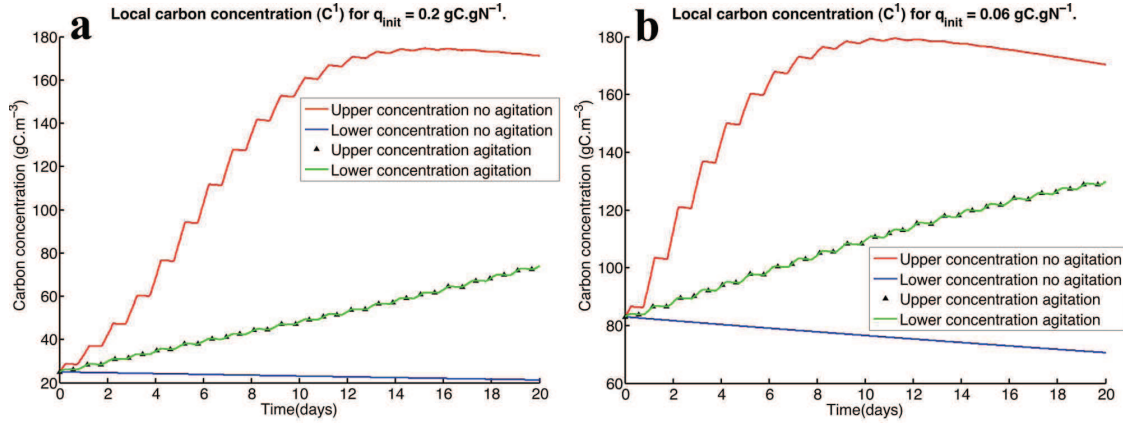 a
Local carbon concentration (C¹) for q_init = 0.2 gC.gN⁻¹.
Carbon concentration (gC.m⁻³)
180
160
140
120
100
80
60
40
20
Upper concentration no agitation
Lower concentration no agitation
Upper concentration agitation
Lower concentration agitation
0 2 4 6 8 10 12 14 16 18 20
Time(days)
b
Local carbon concentration (C¹) for q_init = 0.06 gC.gN⁻¹.
Carbon concentration (gC.m⁻³)
180
160
140
120
100
80
60
Upper concentration no agitation
Lower concentration no agitation
Upper concentration agitation
Lower concentration agitation
0 2 4 6 8 10 12 14 16 18 20
Time(days)